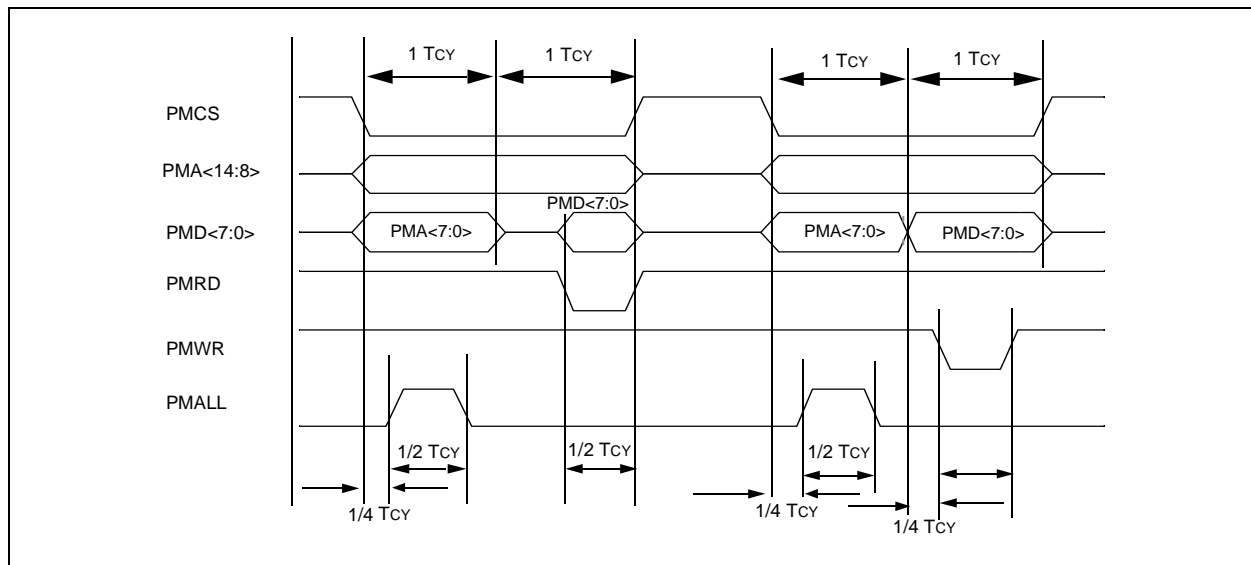 1 TCY 1 TCY 1 TCY 1 TCY
PMCS
PMA<14:8>
PMD<7:0>
PMD<7:0> PMA<7:0> PMA<7:0> PMD<7:0>
PMRD
PMWR
PMALL
1/2 TCY 1/2 TCY 1/2 TCY
1/4 TCY 1/4 TCY 1/4 TCY